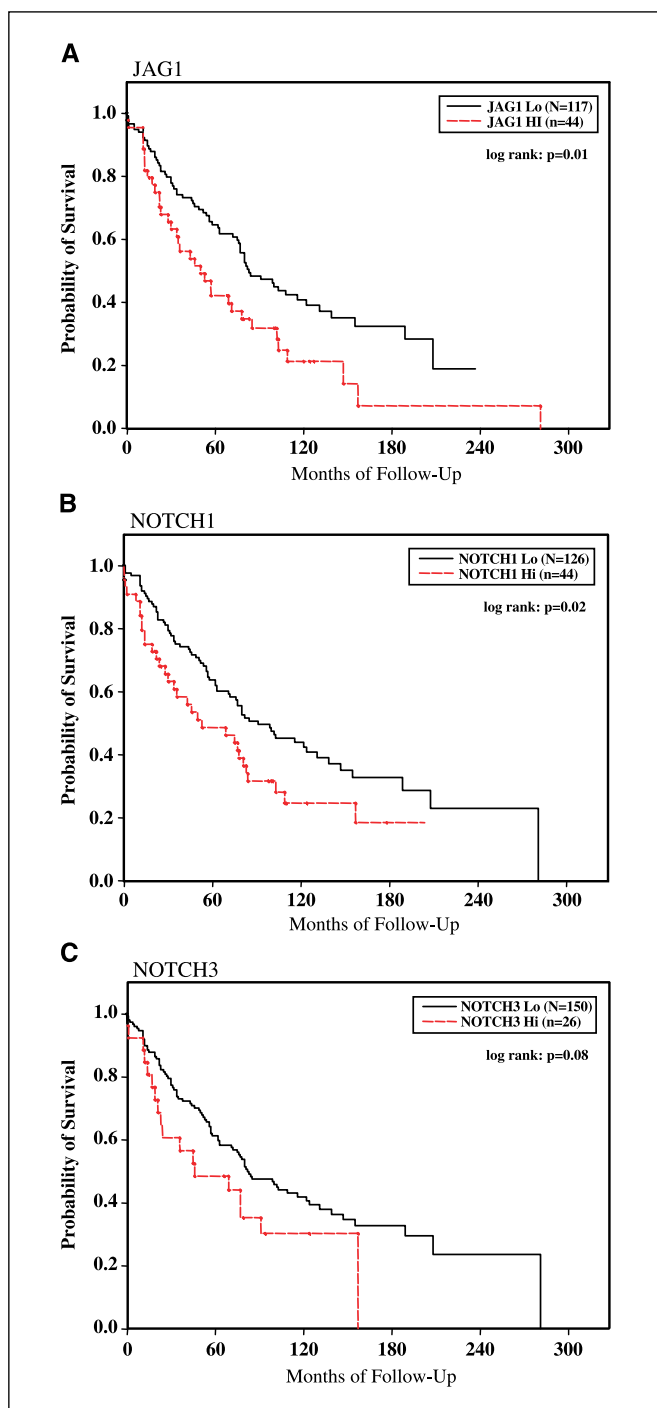 A
JAG1
JAG1 Lo (N=117)
JAG1 HI (n=44)
log rank: p=0.01
1.0
0.8
0.6
0.4
0.2
0.0
Probability of Survival
0 60 120 180 240 300
Months of Follow-Up
B
NOTCH1
NOTCH1 Lo (N=126)
NOTCH1 Hi (n=44)
log rank: p=0.02
1.0
0.8
0.6
0.4
0.2
0.0
Probability of Survival
0 60 120 180 240 300
Months of Follow-Up
C
NOTCH3
NOTCH3 Lo (N=150)
NOTCH3 Hi (n=26)
log rank: p=0.08
1.0
0.8
0.6
0.4
0.2
0.0
Probability of Survival
0 60 120 180 240 300
Months of Follow-Up